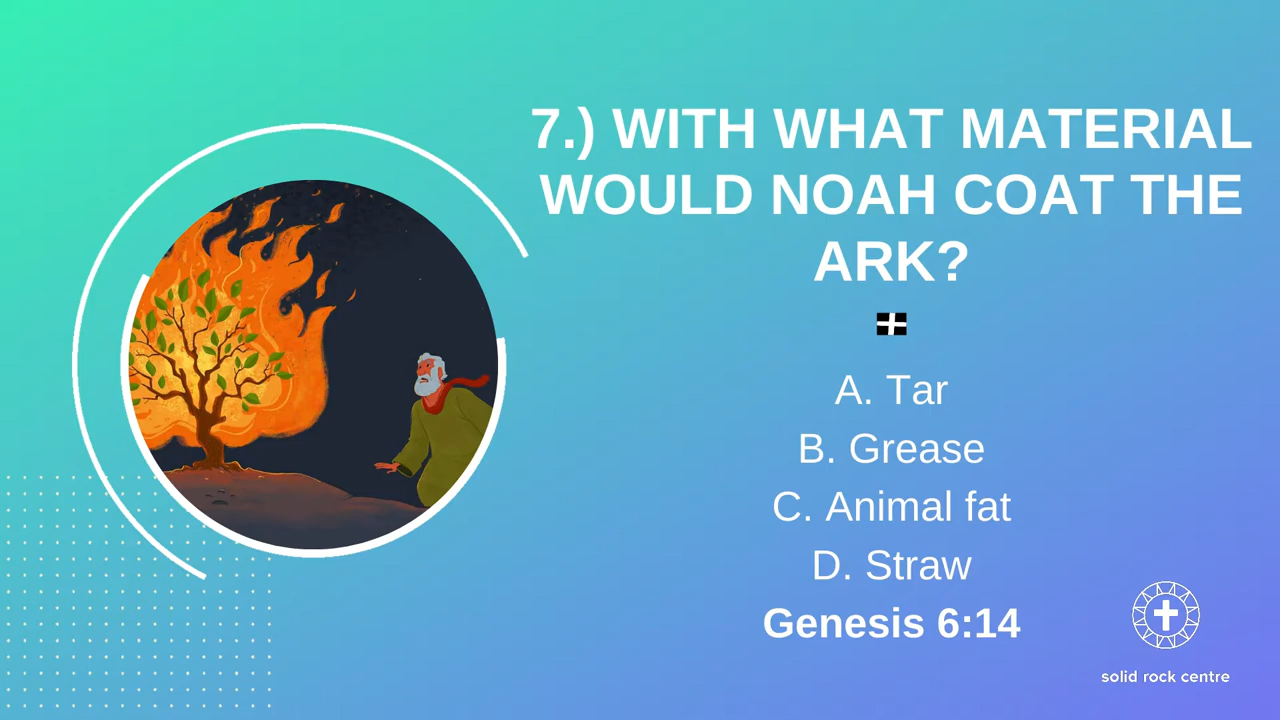 7.) WITH WHAT MATERIAL
WOULD NOAH COAT THE
ARK?
A. Tar
B. Grease
C. Animal fat
D. Straw
Genesis 6:14
solid rock centre